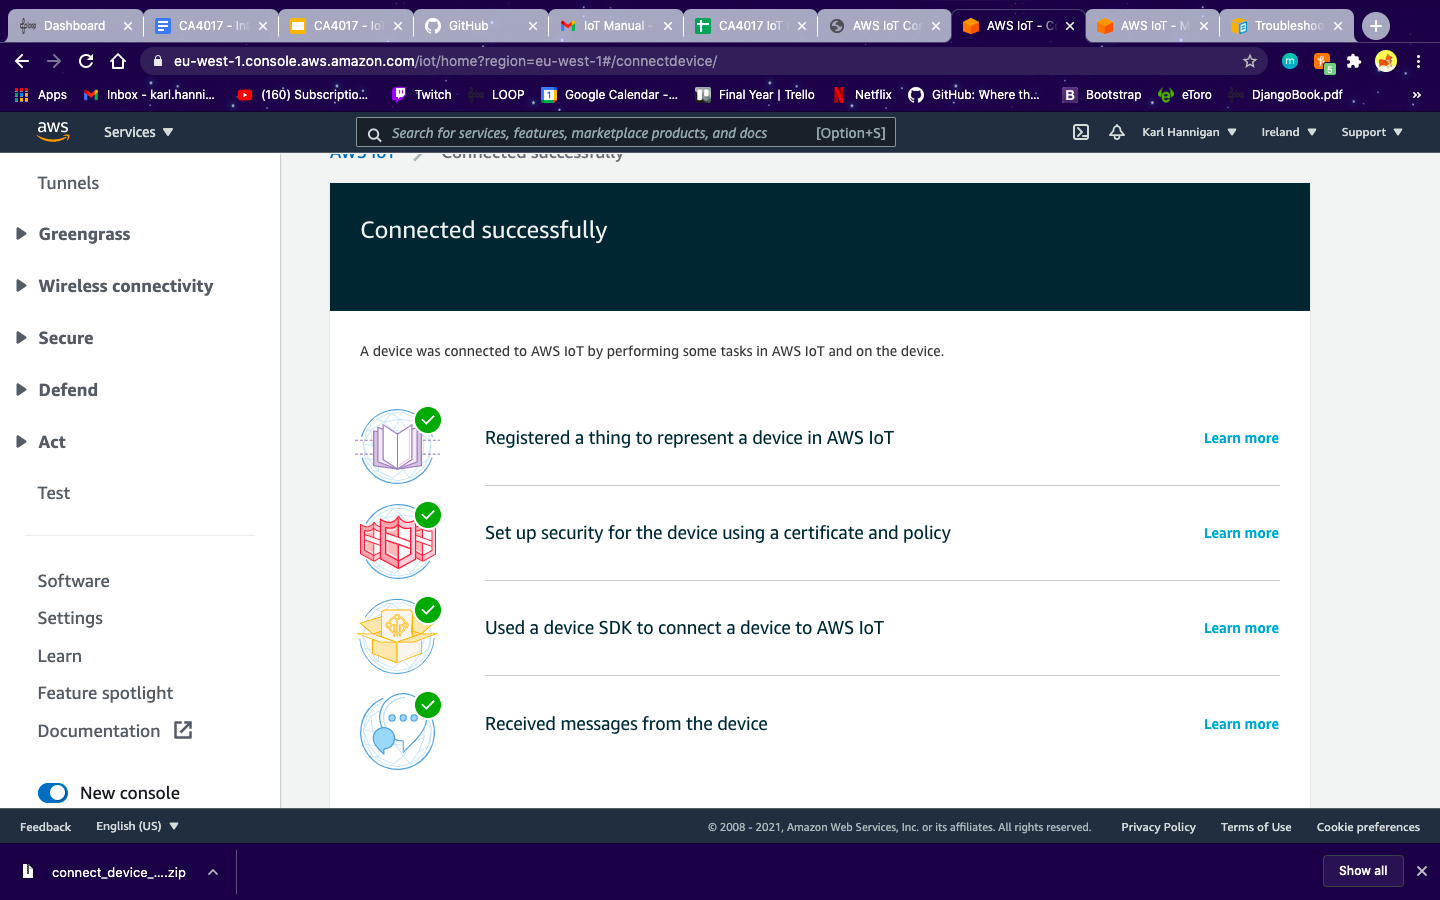 Dashboard
CA4017 - In
CA4017 - Io
GitHub
IoT Manual -
CA4017 IoT
AWS IoT Co
AWS IoT - C
AWS IoT - M
Troublesho
eu-west-1.console.aws.amazon.com/iot/home?region=eu-west-1#/connectdevice/
m
5
Apps
Inbox - karl.hanni...
(160) Subscriptio...
Twitch
LOOP
Google Calendar -...
Final Year | Trello
Netflix
GitHub: Where th...
Bootstrap
eToro
DjangoBook.pdf
»
aws
Services
Search for services, features, marketplace products, and docs
[Option+S]
Karl Hannigan
Ireland
Support
AWS IoT
Connected successfully
Tunnels
Greengrass
Wireless connectivity
Secure
Defend
Act
Test
Software
Settings
Learn
Feature spotlight
Documentation
New console
Connected successfully
A device was connected to AWS IoT by performing some tasks in AWS IoT and on the device.
Registered a thing to represent a device in AWS IoT
Learn more
Set up security for the device using a certificate and policy
Learn more
Used a device SDK to connect a device to AWS IoT
Learn more
Received messages from the device
Learn more
Feedback
English (US)
© 2008 - 2021, Amazon Web Services, Inc. or its affiliates. All rights reserved.
Privacy Policy
Terms of Use
Cookie preferences
connect_device_....zip
Show all